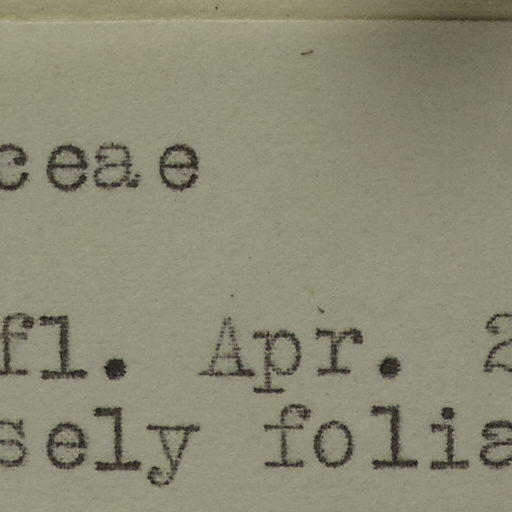 ceae
fl. Apr. 2
sely folia